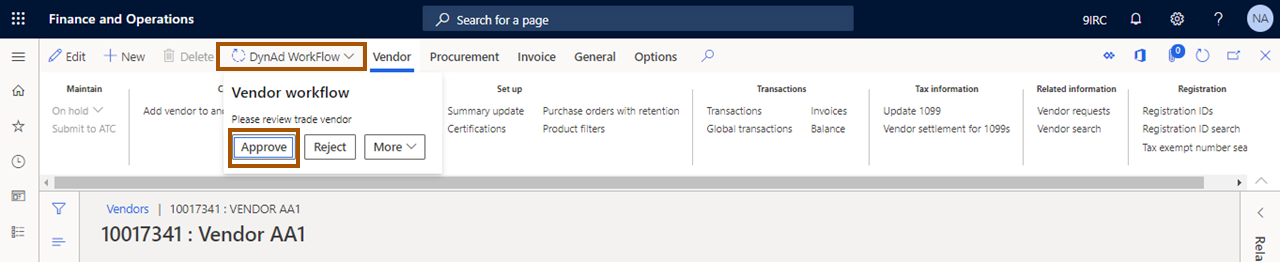 Finance and Operations
Search for a page
9IRC
?
NA
Edit
New
Delete
DynAd WorkFlow
Vendor
Procurement
Invoice
General
Options
0
Maintain
On hold
Submit to ATC
C
Add vendor to an
Vendor workflow
Please review trade vendor
Approve
Reject
More
Set up
Summary update
Purchase orders with retention
Certifications
Product filters
Transactions
Transactions
Invoices
Global transactions
Balance
Tax information
Update 1099
Vendor settlement for 1099s
Related information
Vendor requests
Vendor search
Registration
Registration IDs
Registration ID search
Tax exempt number sea
Vendors | 10017341 : VENDOR AA1
10017341 : Vendor AA1
Rela